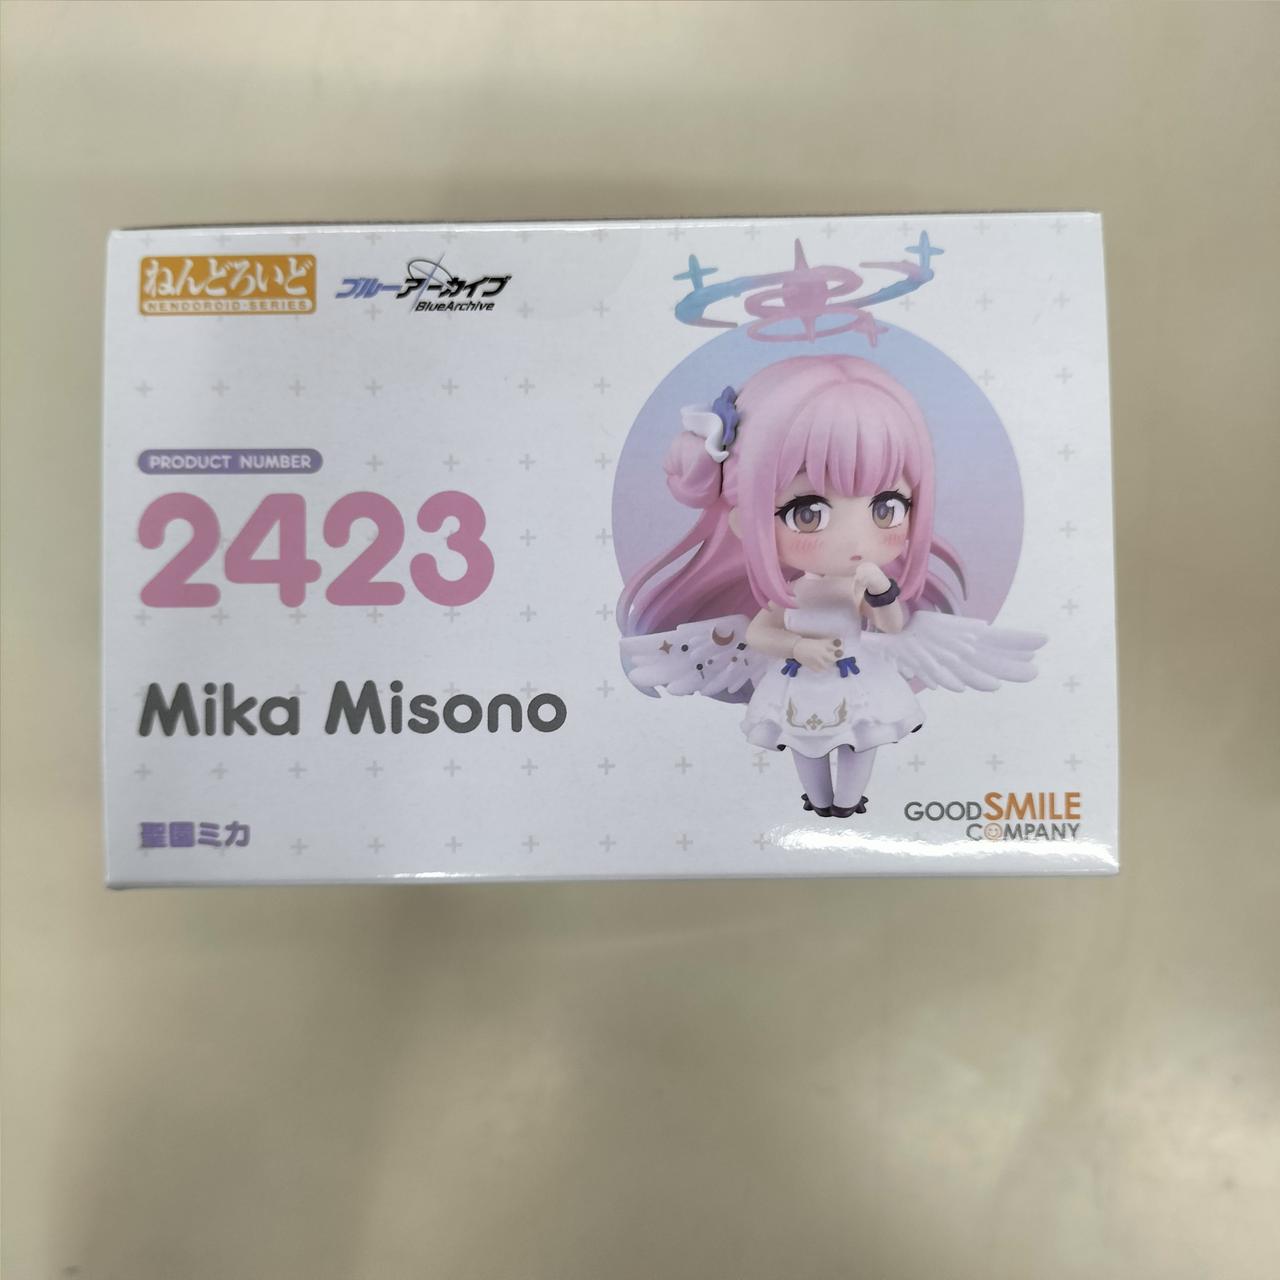 ねんどろいど
NENDOROID·SERIES
ブルーアーカイブ
BlueArchive
PRODUCT NUMBER
2423
Mika Misono
聖園ミカ
GOOD SMILE
COMPANY